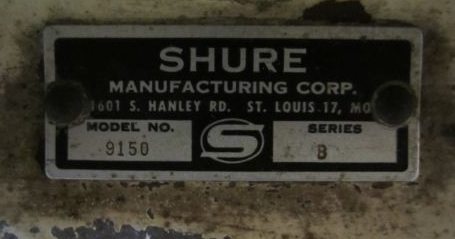 SHURE
MANUFACTURING CORP.
1601 S. HANLEY RD. ST. LOUIS 17, MO
MODEL NO. SERIES
9150 S B